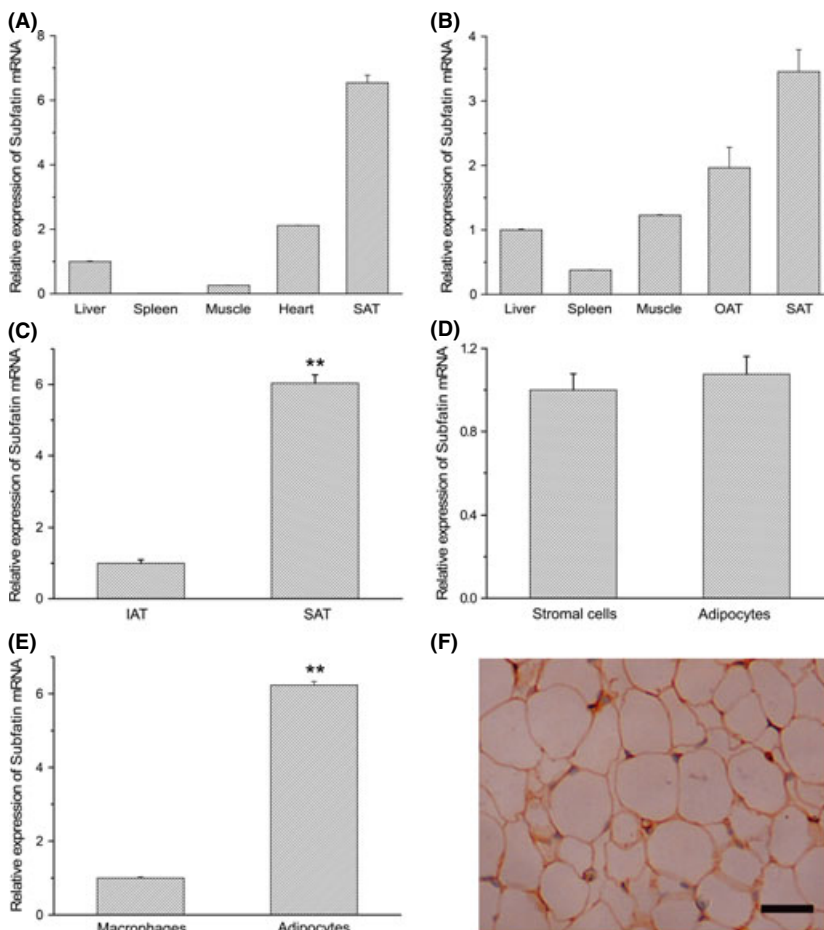 (A)
Relative expression of Subfatin mRNA
8
6
4
2
0
Liver Spleen Muscle Heart SAT
(B)
Relative expression of Subfatin mRNA
4
3
2
1
0
Liver Spleen Muscle OAT SAT
(C)
Relative expression of Subfatin mRNA
8
6
4
2
0
**
IAT SAT
(D)
Relative expression of Subfatin mRNA
1.2
0.8
0.4
0.0
Stromal cells Adipocytes
(E)
Relative expression of Subfatin mRNA
6
4
2
0
**
Macrophages Adipocytes
(F)